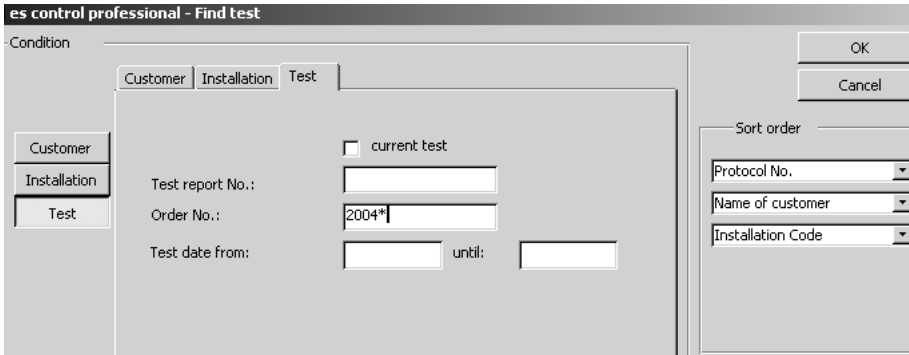 es control professional - Find test
Condition
OK
Cancel
Customer Installation Test
Sort order
Customer
Installation
Test
current test
Test report No.:
Order No.: 2004*
Test date from: until:
Protocol No.
Name of customer
Installation Code